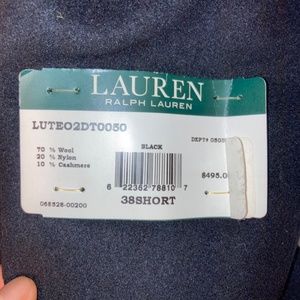 LAUREN
RALPH LAUREN
LUTEO2DT0050
BLACK
70 % Wool
20 % Nylon
10 % Cashmere
6 22362 78810 7
38SHORT